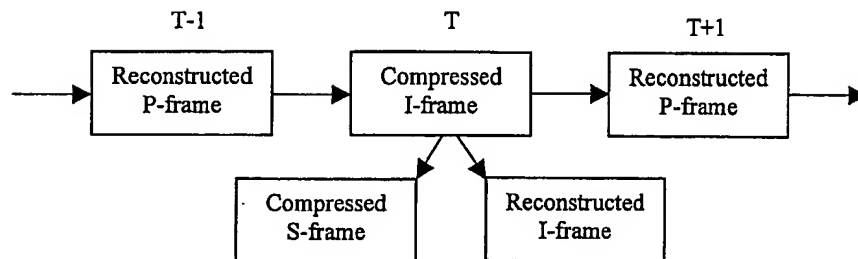 T-1 T T+1
Reconstructed P-frame
Compressed I-frame
Reconstructed P-frame
Compressed S-frame
Reconstructed I-frame